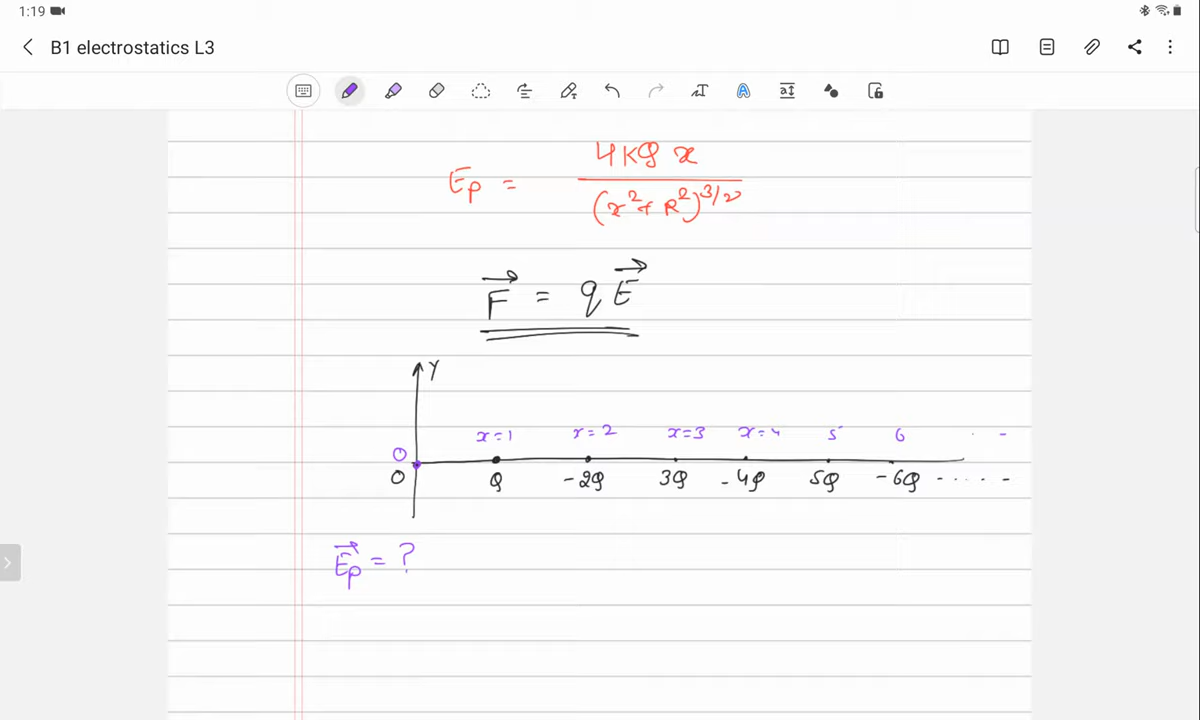 1:19
B1 electrostatics L3
Ep = 4KQ x / (x²+ R²)^3/2
F = qE
Y
x=1 x=2 x=3 x=4 5 6 . -
O
O Q -2Q 3Q -4Q 5Q -6Q - . . . . -
Ep = ?